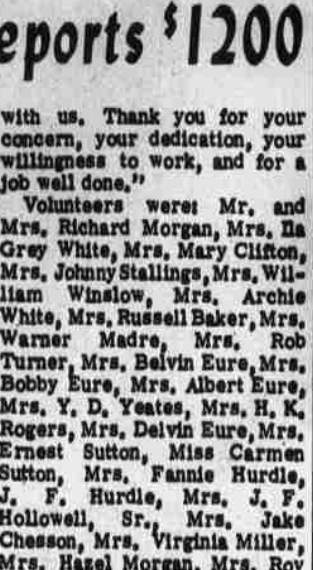 eports $1200
with us. Thank you for your
concern, your dedication, your
willingness to work, and for a
job well done."
Volunteers were: Mr. and
Mrs. Richard Morgan, Mrs. Ila
Grey White, Mrs. Mary Clifton,
Mrs. Johnny Stallings, Mrs. Wil-
liam Winslow, Mrs. Archie
White, Mrs. Russell Baker, Mrs.
Warner Madre, Mrs. Rob
Turner, Mrs. Belvin Eure, Mrs.
Bobby Eure, Mrs. Albert Eure,
Mrs. Y. D. Yeates, Mrs. H. K.
Rogers, Mrs. Delvin Eure, Mrs.
Ernest Sutton, Miss Carmen
Sutton, Mrs. Fannie Hurdle,
J. F. Hurdle, Mrs. J. F.
Hollowell, Sr., Mrs. Jake
Chesson, Mrs. Virginia Miller,
Mrs. Hazel Morgan, Mrs. Roy